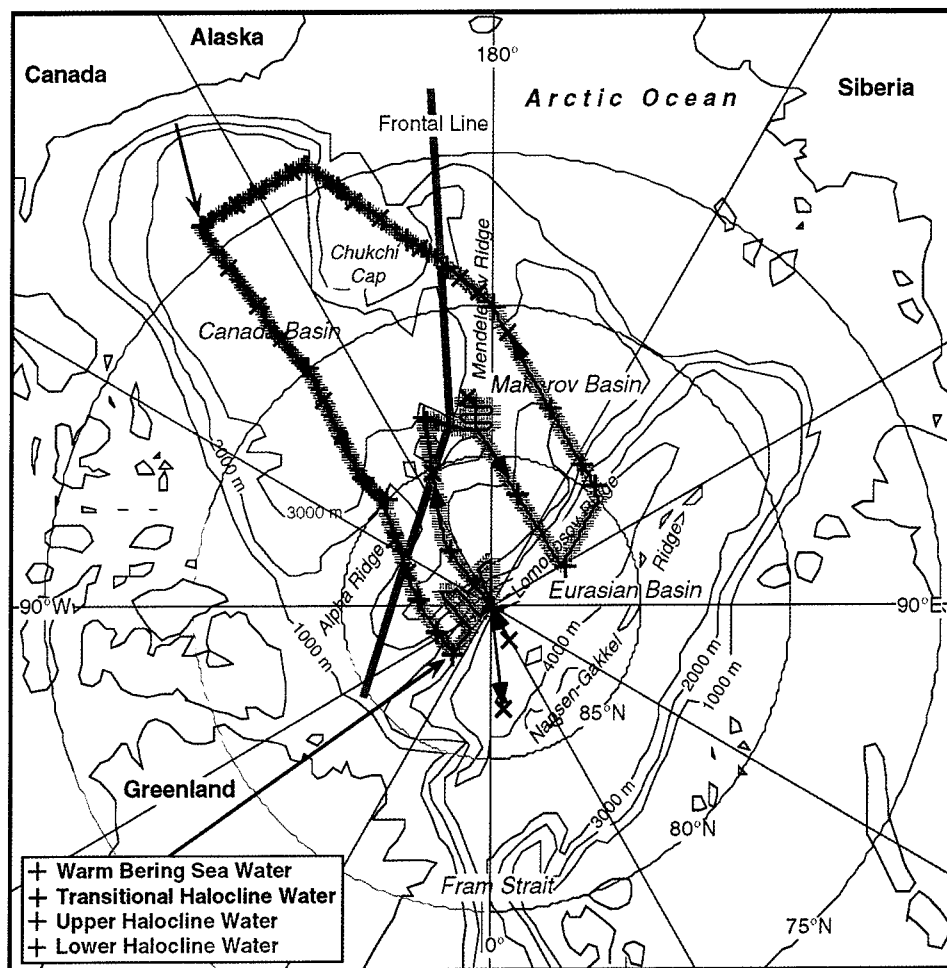 Alaska
Canada
180°
Arctic Ocean
Siberia
Frontal Line
Chukchi
Cap
Mendeleyev Ridge
Canada Basin
Makarov Basin
2000 m
3000 m
Alpha Ridge
Lomonosov Ridge
Ridge
Eurasian Basin
90°W
90°E
1000 m
4000 m
2000 m
1000 m
Nansen-Gakkel
85°N
Greenland
3000 m
80°N
Fram Strait
75°N
0°
Warm Bering Sea Water
Transitional Halocline Water
Upper Halocline Water
Lower Halocline Water